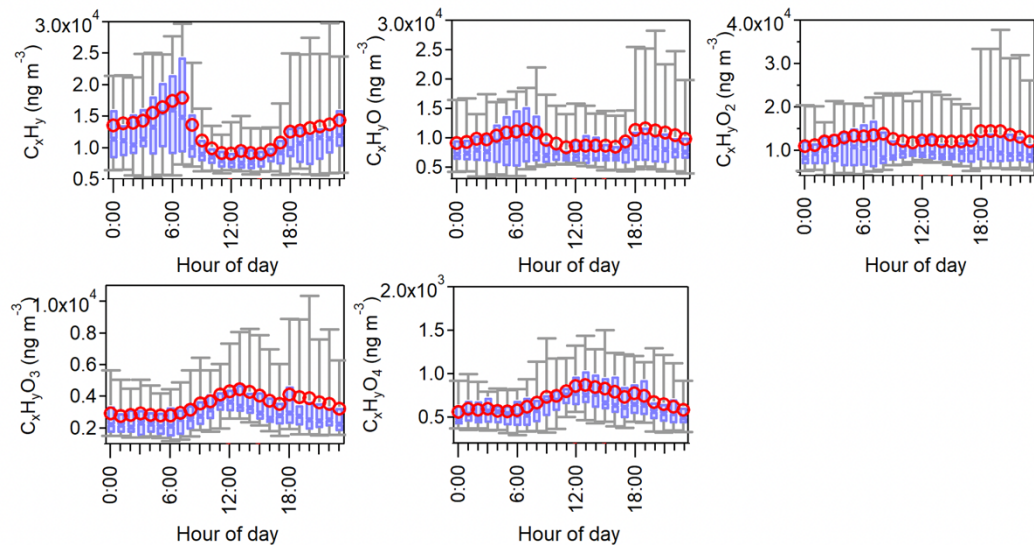 CxHy (ng m-3)
3.0x10^4
2.5
2.0
1.5
1.0
0.5
0:00
6:00
12:00
18:00
Hour of day
CxHyO (ng m-3)
3.0x10^4
2.5
2.0
1.5
1.0
0.5
0:00
6:00
12:00
18:00
Hour of day
CxHyO2 (ng m-3)
4.0x10^4
3.0
2.0
1.0
0:00
6:00
12:00
18:00
Hour of day
CxHyO3 (ng m-3)
1.0x10^4
0.8
0.6
0.4
0.2
0:00
6:00
12:00
18:00
Hour of day
CxHyO4 (ng m-3)
2.0x10^3
1.5
1.0
0.5
0:00
6:00
12:00
18:00
Hour of day